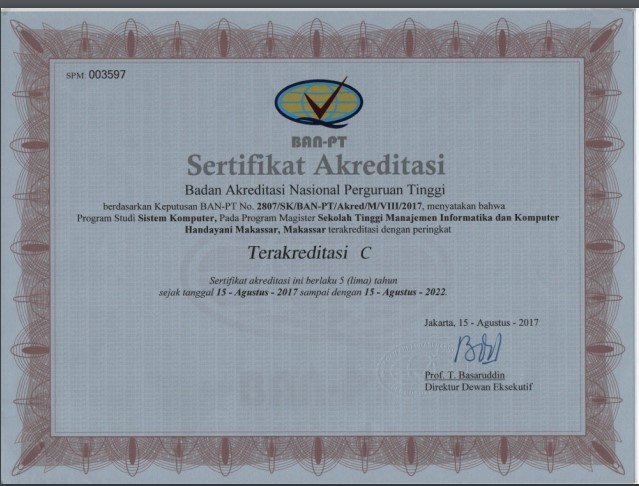 SPM: 003597
BAN-PT
Sertifikat Akreditasi
Badan Akreditasi Nasional Perguruan Tinggi
berdasarkan Keputusan BAN-PT No. 2807/SK/BAN-PT/Akred/M/VIII/2017, menyatakan bahwa
Program Studi Sistem Komputer, Pada Program Magister Sekolah Tinggi Manajemen Informatika dan Komputer
Handayani Makassar, Makassar terakreditasi dengan peringkat
Terakreditasi C
Sertifikat akreditasi ini berlaku 5 (lima) tahun
sejak tanggal 15 - Agustus - 2017 sampai dengan 15 - Agustus - 2022.
Jakarta, 15 - Agustus - 2017
Prof. T. Basaruddin
Direktur Dewan Eksekutif